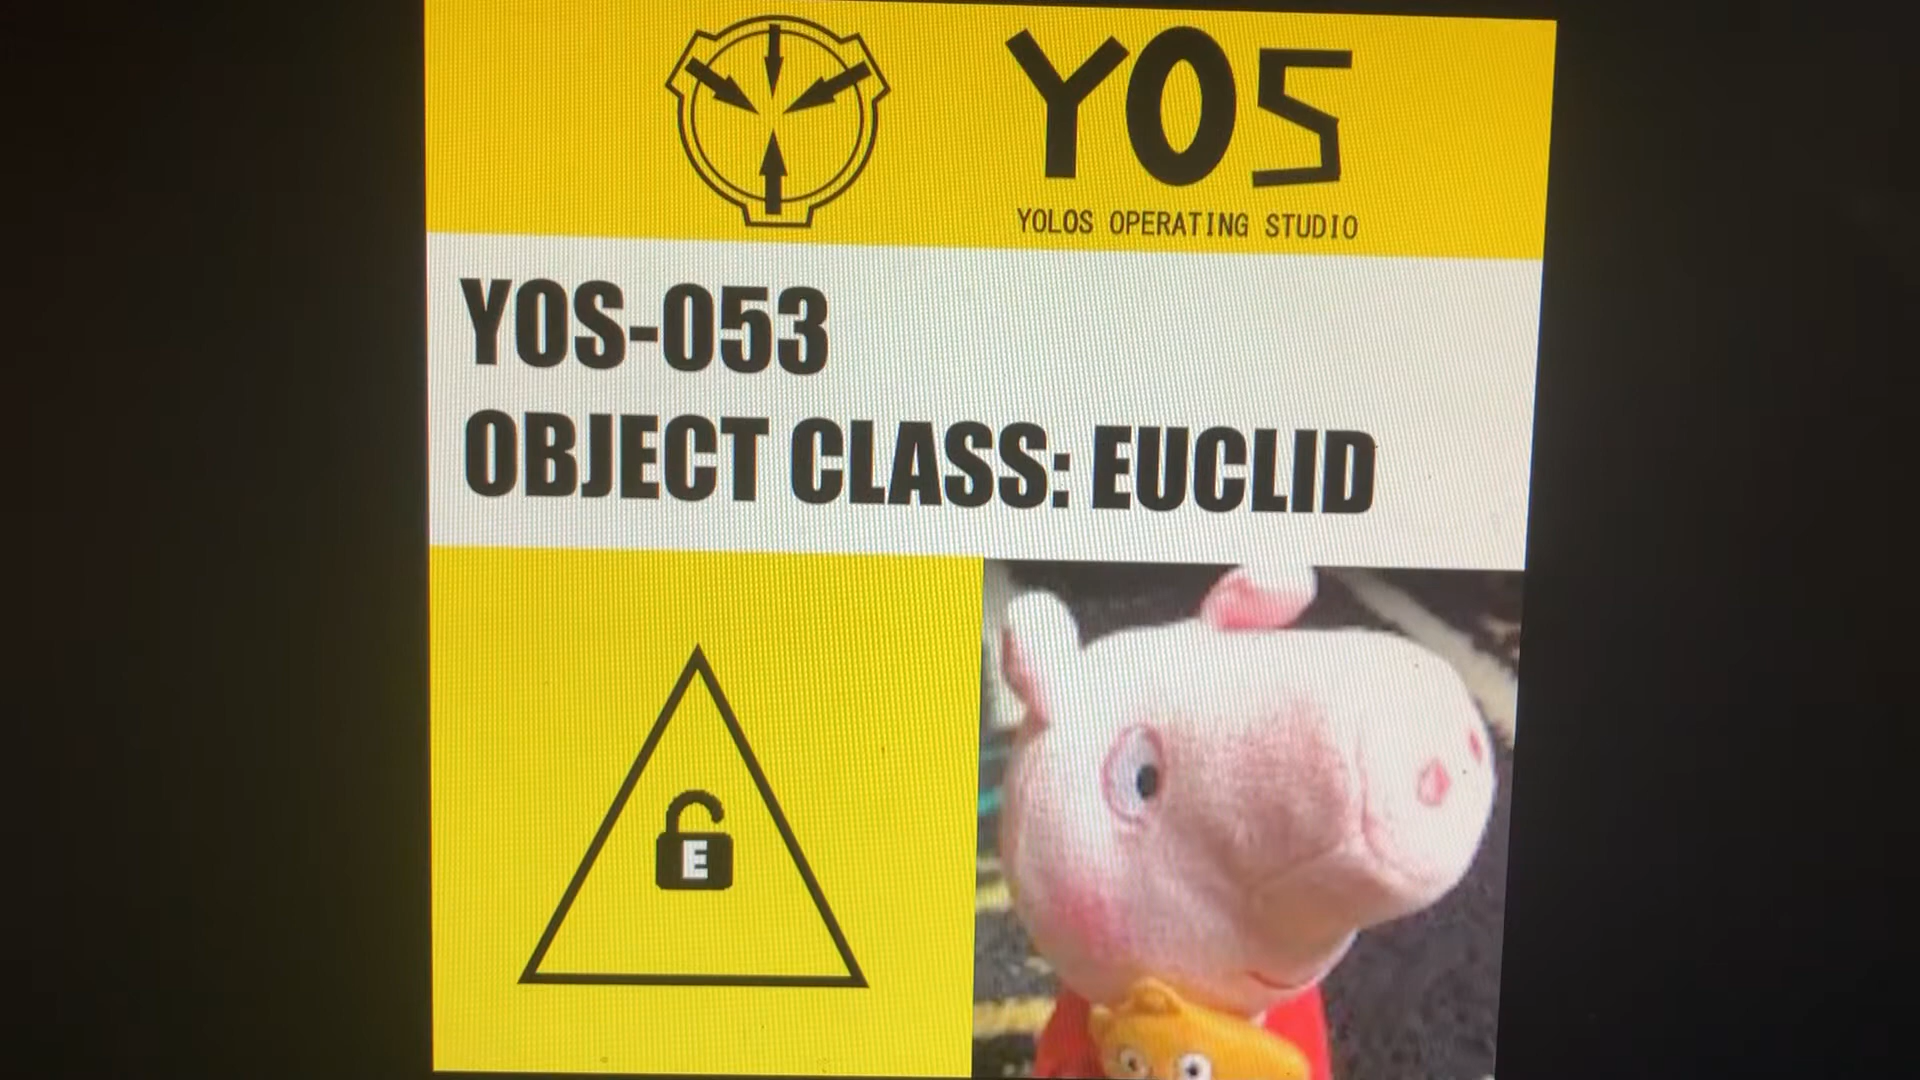 YOS
YOLOS OPERATING STUDIO
YOS-053
OBJECT CLASS: EUCLID
E